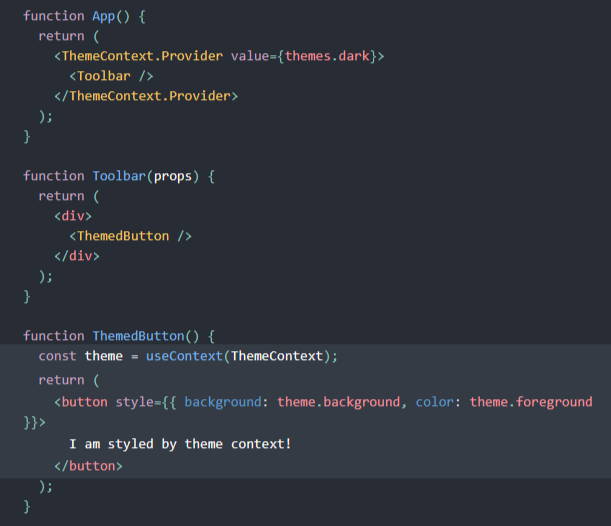 function App() {
  return (
    <ThemeContext.Provider value={themes.dark}>
      <Toolbar />
    </ThemeContext.Provider>
  );
}

function Toolbar(props) {
  return (
    <div>
      <ThemedButton />
    </div>
  );
}

function ThemedButton() {
  const theme = useContext(ThemeContext);
  return (
    <button style={{ background: theme.background, color: theme.foreground
}}>
      I am styled by theme context!
    </button>
  );
}